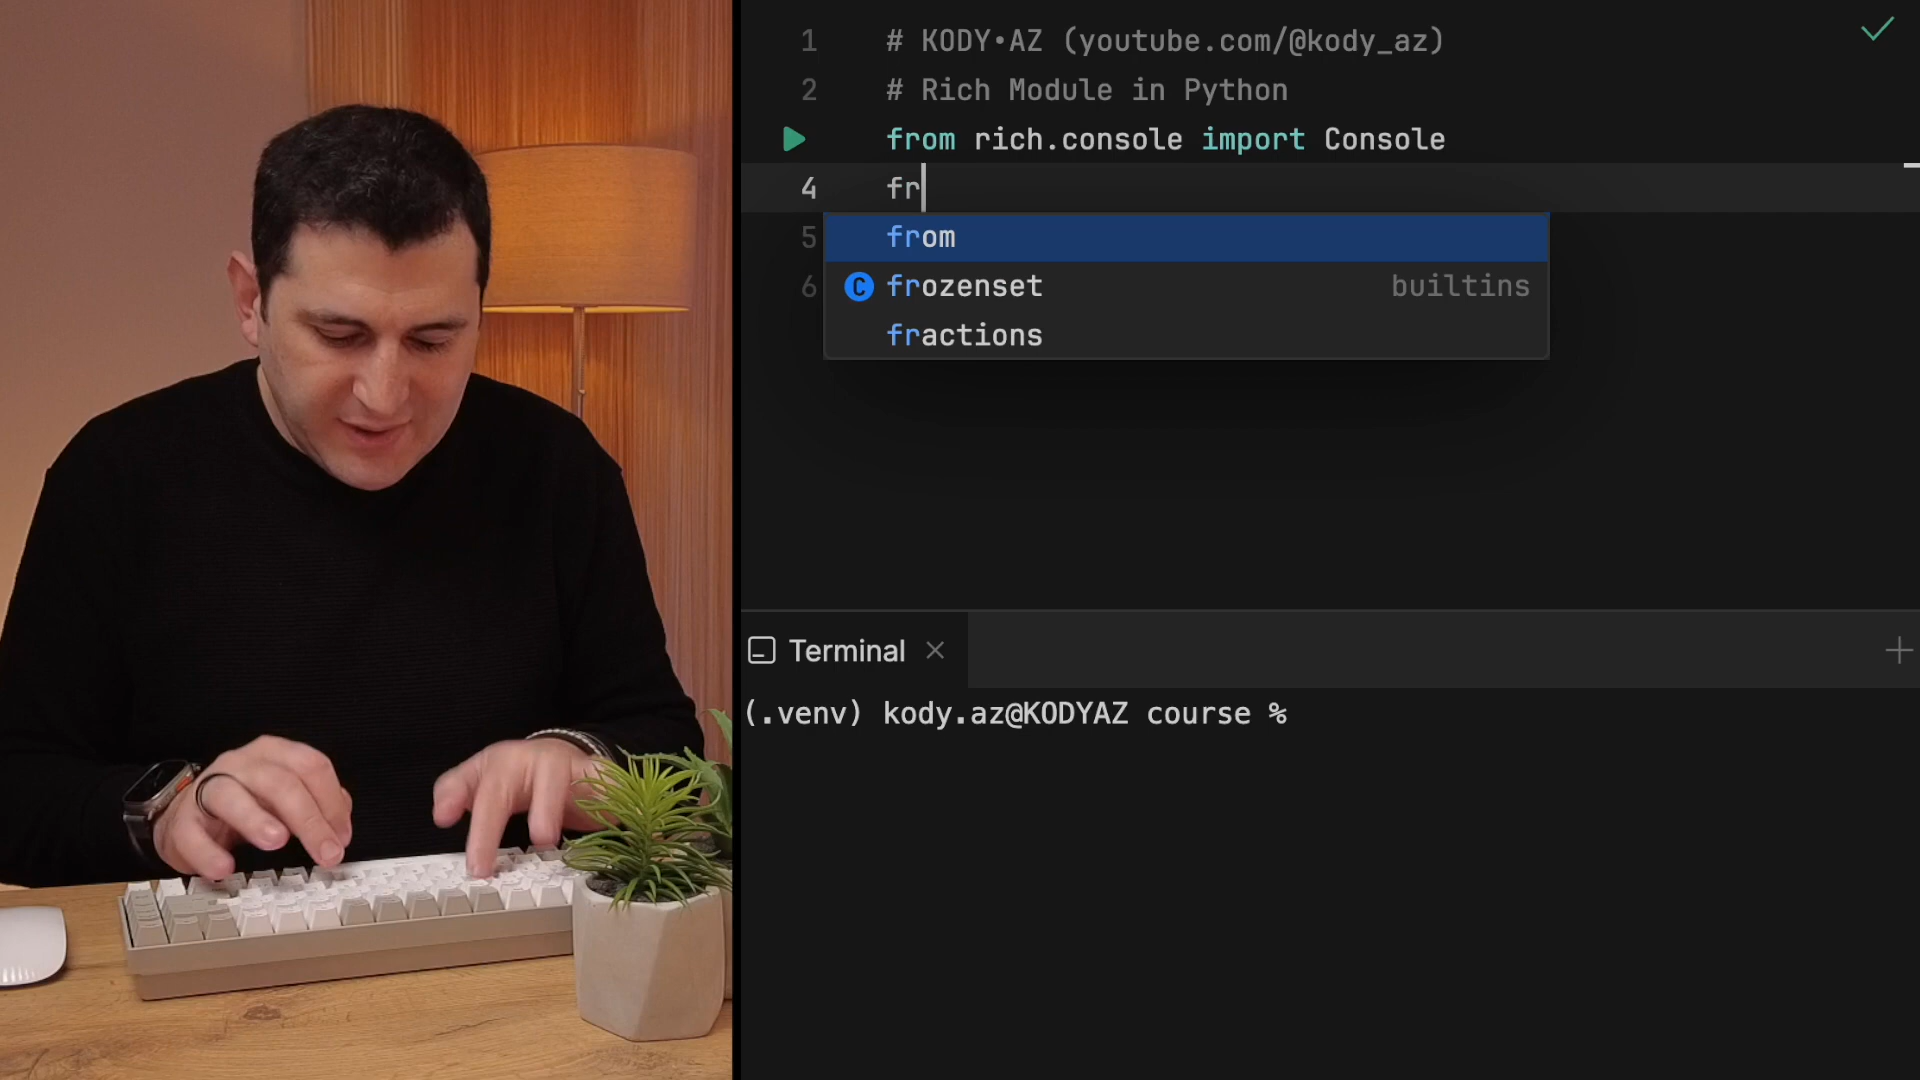 1 # KODY•AZ (youtube.com/@kody_az)
2 # Rich Module in Python
from rich.console import Console
4 fr
5 from
6 C frozenset builtins
fractions
Terminal
(.venv) kody.az@KODYAZ course %